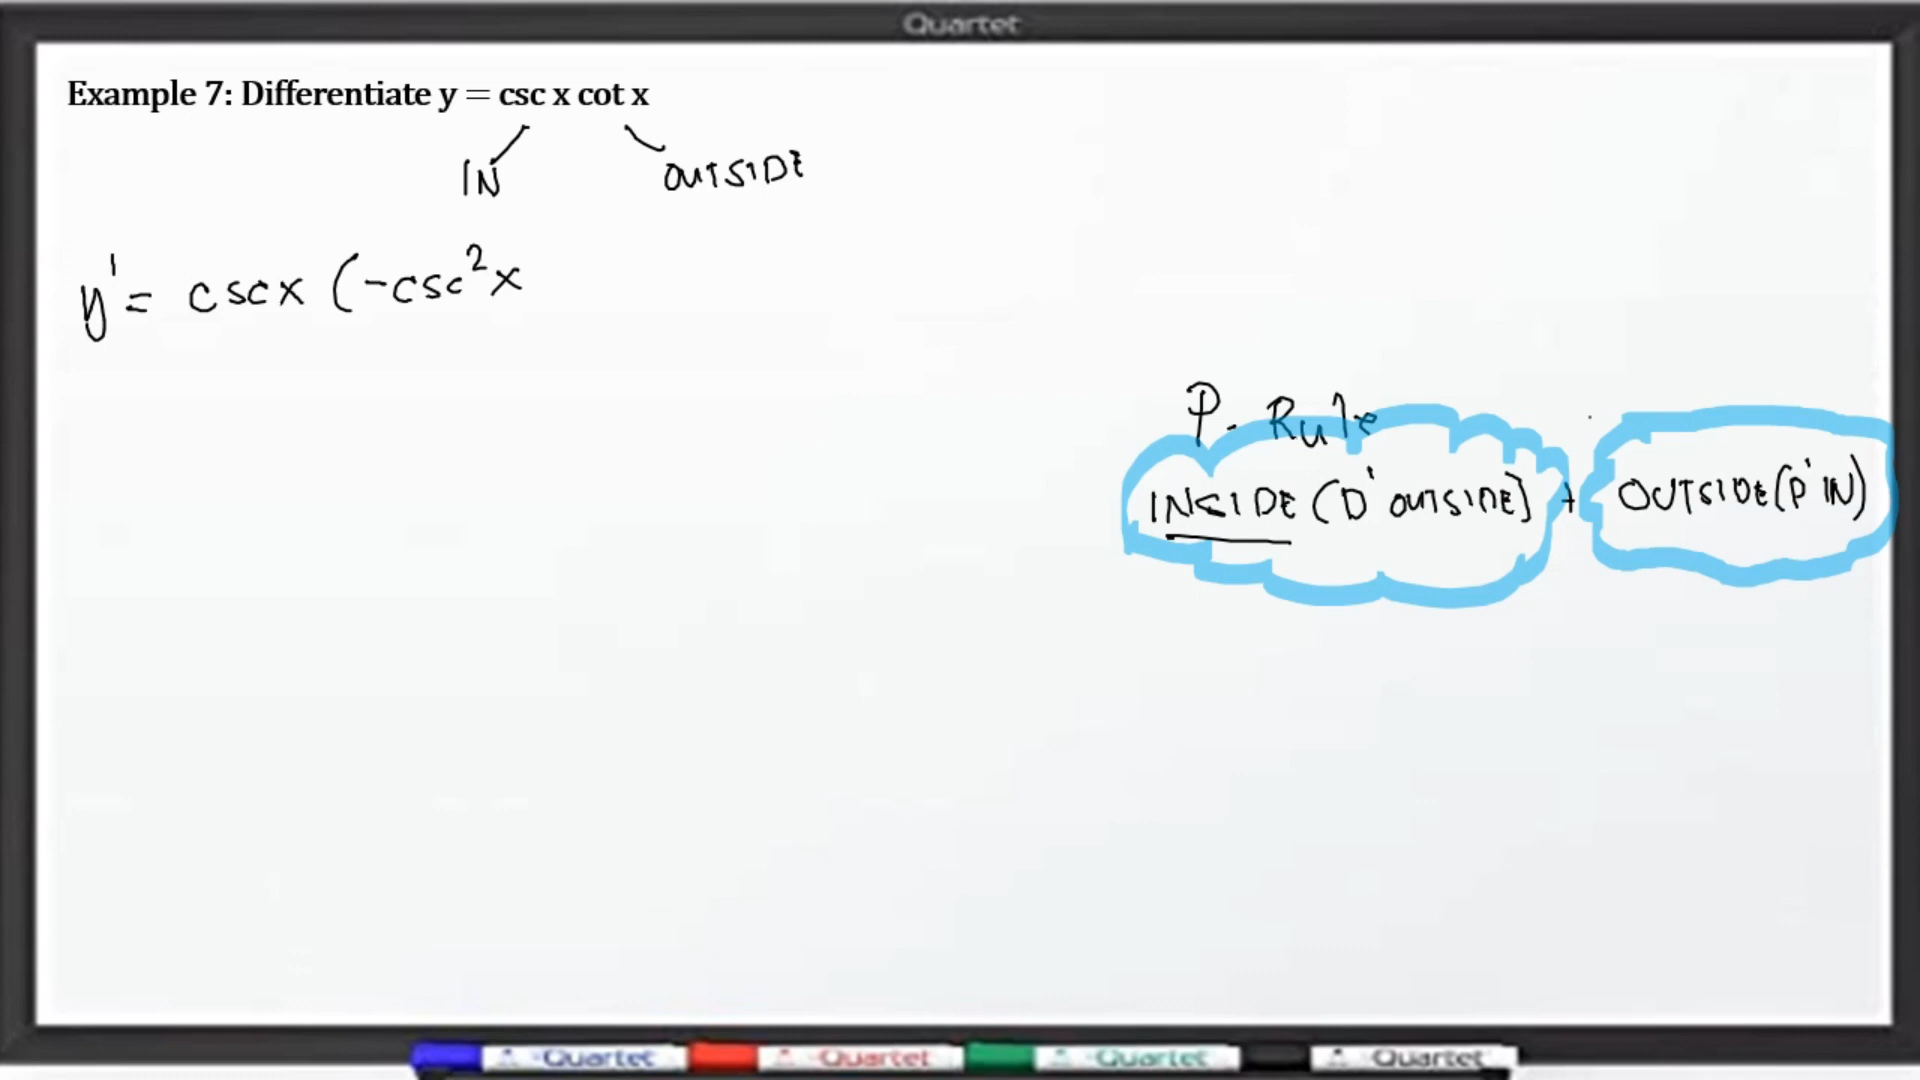 Quartet
Example 7: Differentiate y = csc x cot x
IN OUTSIDE
y' = cscx (-csc²x
P. Rule
INSIDE (D' OUTSIDE) + OUTSIDE(D' IN)
Quartet Quartet Quartet Quartet